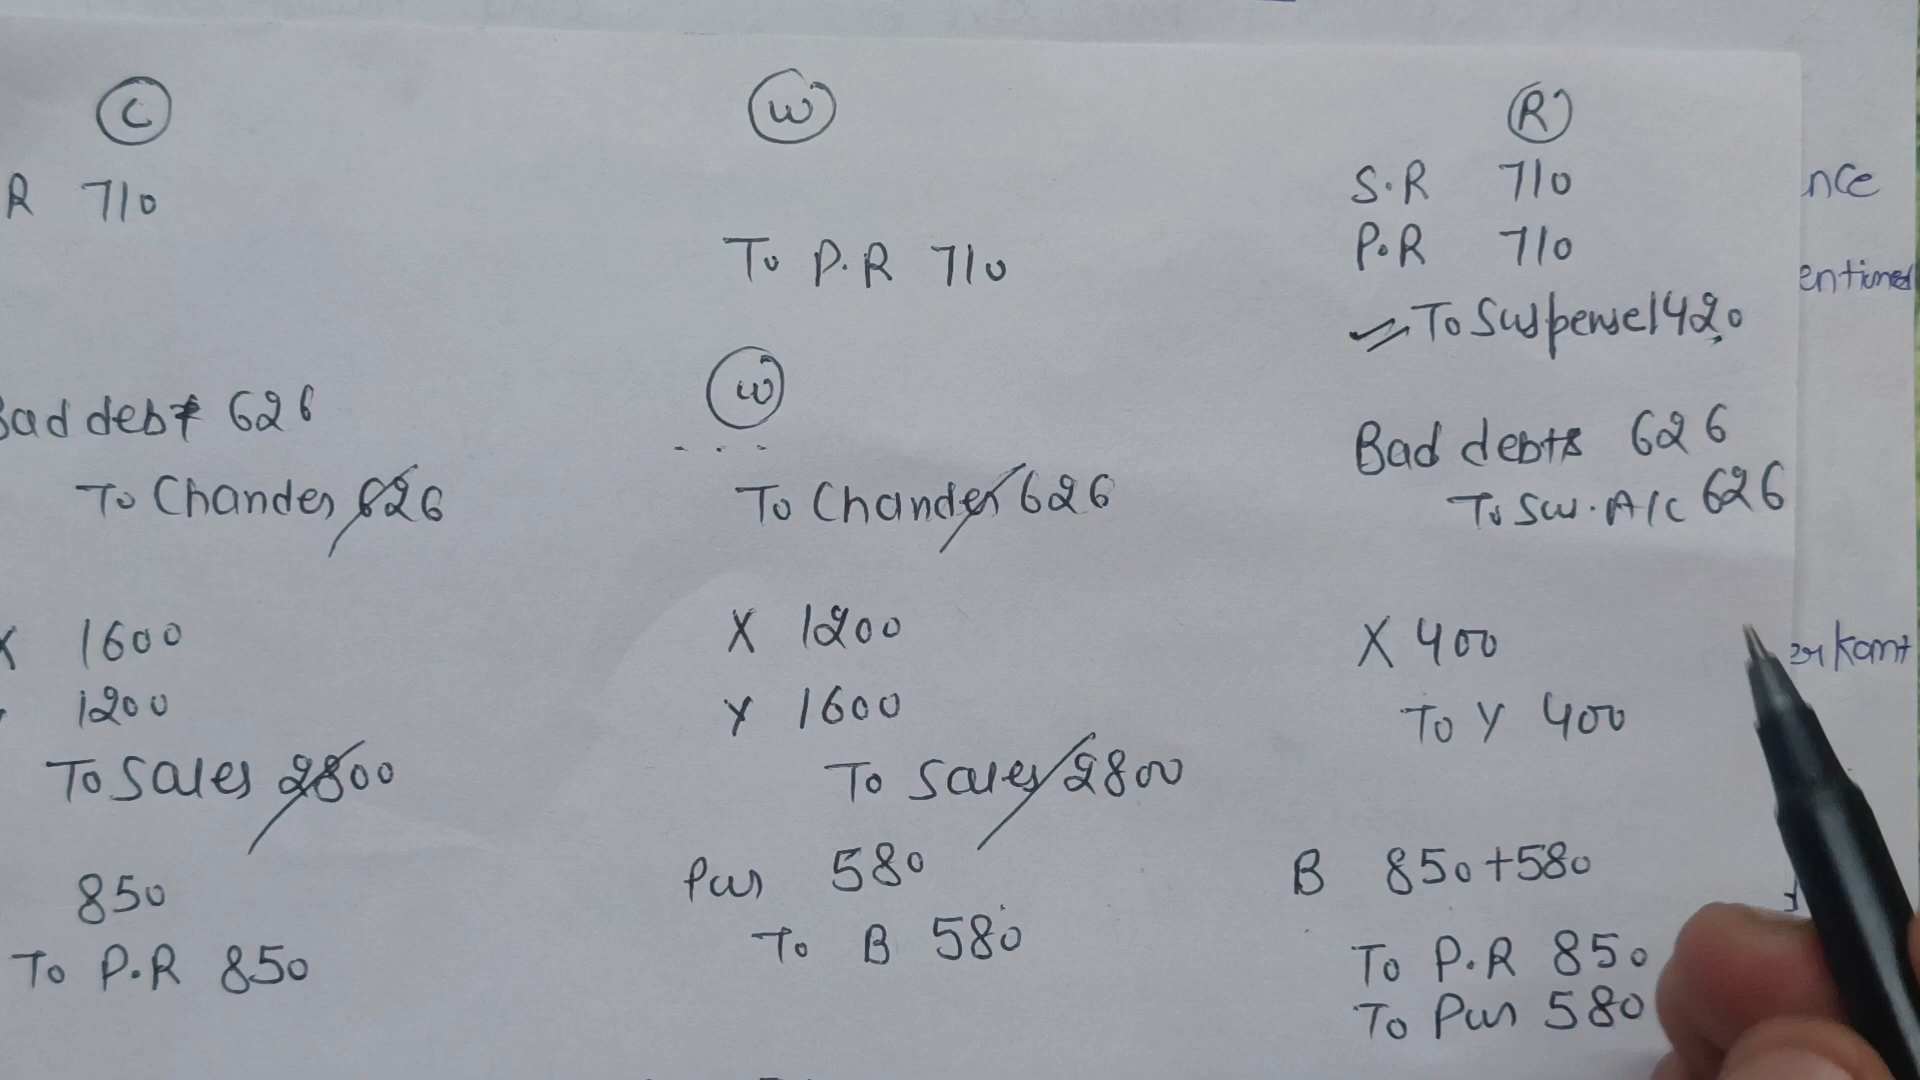 C
W
R
R 710
S.R 710
nce
To P.R 710
P.R 710
entioned
To Suspense 1420
W
Bad debt 626
Bad debts 626
To Chander 626
To Chander 626
To Sus. A/C 626
X 1600
X 1200
X 400
1200
Y 1600
To Y 400
To Sales 2800
To Sales 2800
850
Pur 580
B 850+580
To P.R 850
To B 580
To P.R 850
To Pur 580